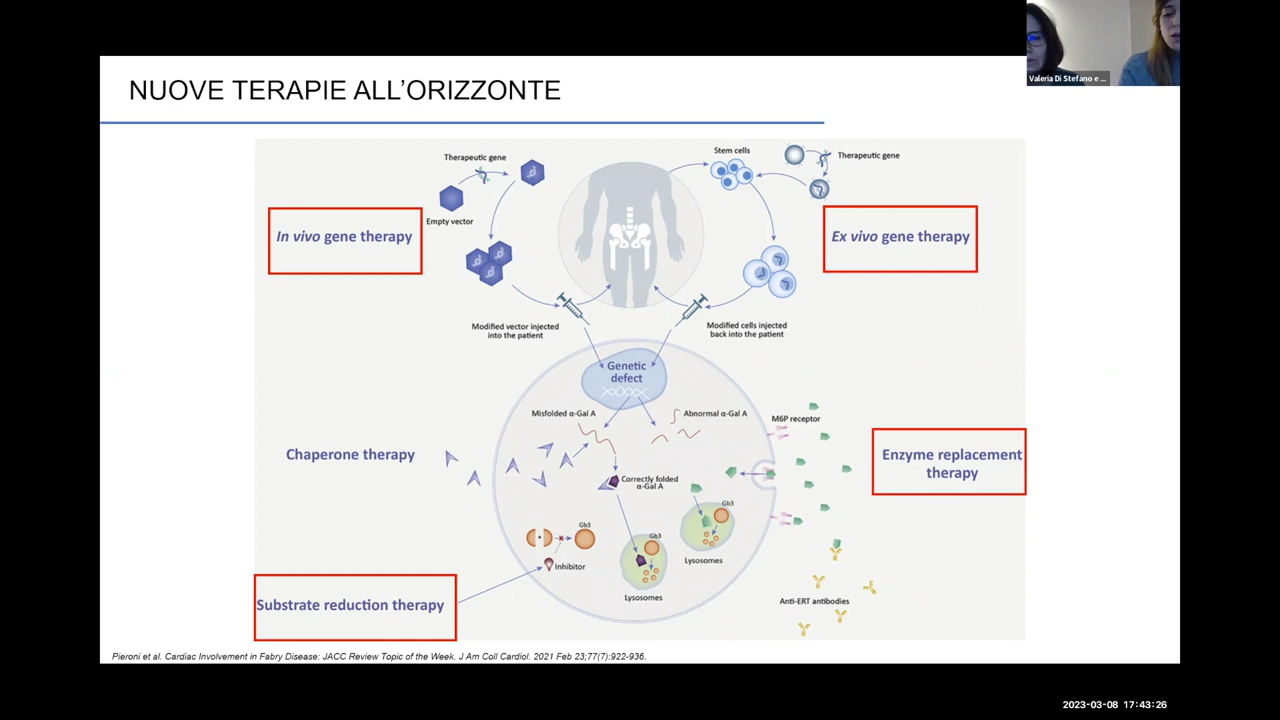 Valeria Di Stefano e ...
NUOVE TERAPIE ALL'ORIZZONTE
Therapeutic gene
Empty vector
In vivo gene therapy
Stem cells
Therapeutic gene
Ex vivo gene therapy
Modified vector injected
into the patient
Modified cells injected
back into the patient
Genetic
defect
Misfolded α-Gal A
Abnormal α-Gal A
M6P receptor
Chaperone therapy
Correctly folded
α-Gal A
Enzyme replacement
therapy
Gb3
Gb3
Gb3
Inhibitor
Lysosomes
Lysosomes
Substrate reduction therapy
Anti-ERT antibodies
Pieroni et al. Cardiac Involvement in Fabry Disease: JACC Review Topic of the Week. J Am Coll Cardiol. 2021 Feb 23;77(7):922-936.
2023-03-08 17:43:26